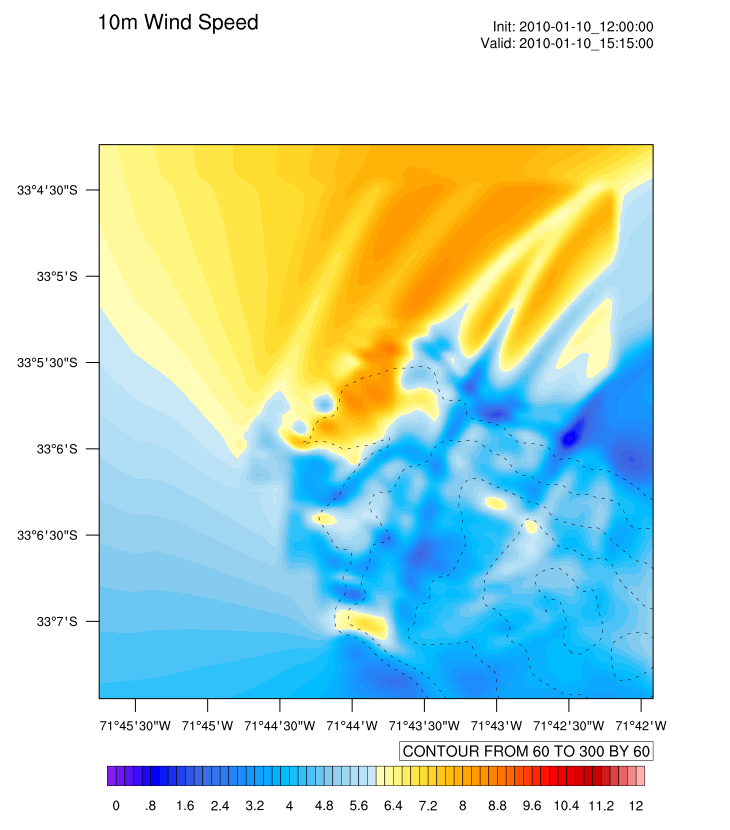 10m Wind Speed
Init: 2010-01-10_12:00:00
Valid: 2010-01-10_15:15:00
33°4'30"S
33°5'S
33°5'30"S
33°6'S
33°6'30"S
33°7'S
71°45'30"W 71°45'W 71°44'30"W 71°44'W 71°43'30"W 71°43'W 71°42'30"W 71°42'W
CONTOUR FROM 60 TO 300 BY 60
0 .8 1.6 2.4 3.2 4 4.8 5.6 6.4 7.2 8 8.8 9.6 10.4 11.2 12